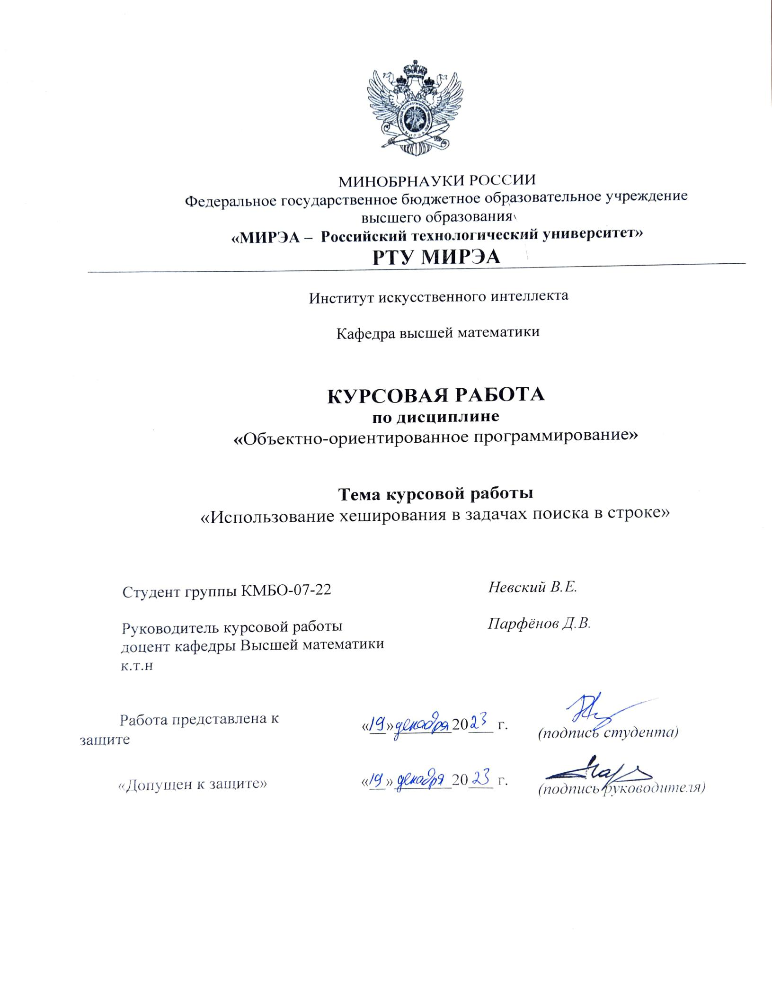 МИНОБРНАУКИ РОССИИ
Федеральное государственное бюджетное образовательное учреждение
высшего образования
«МИРЭА – Российский технологический университет»
РТУ МИРЭА
Институт искусственного интеллекта
Кафедра высшей математики
КУРСОВАЯ РАБОТА
по дисциплине
«Объектно-ориентированное программирование»
Тема курсовой работы
«Использование хеширования в задачах поиска в строке»
Студент группы КМБО-07-22 Невский В.Е.
Руководитель курсовой работы Парфёнов Д.В.
доцент кафедры Высшей математики
к.т.н
Работа представлена к
защите «19» декабря 2023 г. (подпись студента)
«Допущен к защите» «19» декабря 2023 г. (подпись руководителя)